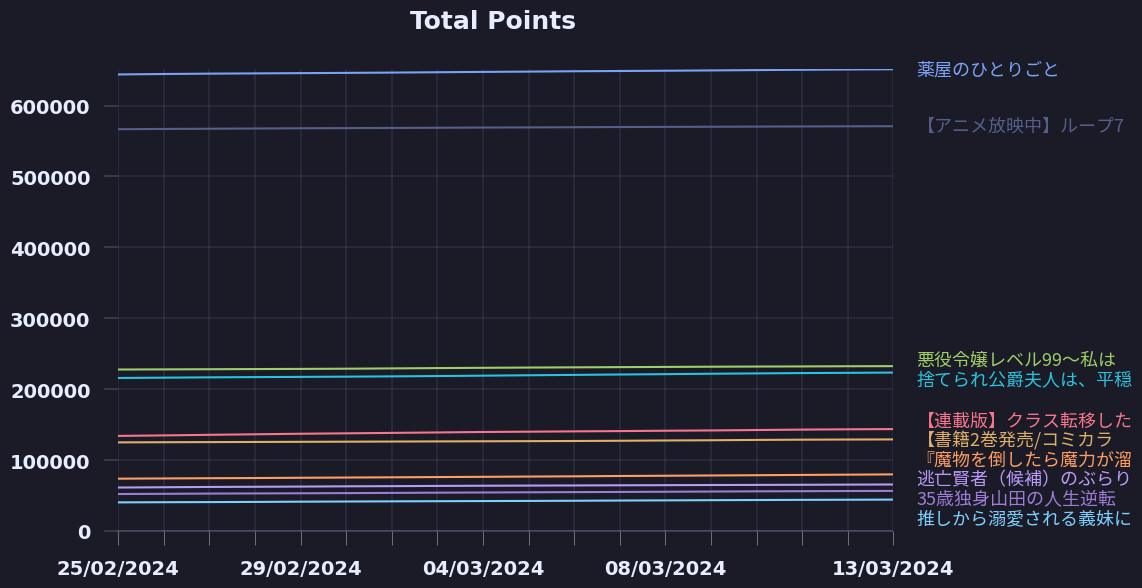 Total Points
薬屋のひとりごと
600000
【アニメ放映中】ループ7
500000
400000
300000
悪役令嬢レベル99～私は
捨てられ公爵夫人は、平穏
200000
【連載版】クラス転移した
【書籍2巻発売/コミカラ
100000
『魔物を倒したら魔力が溜
逃亡賢者（候補）のぶらり
35歳独身山田の人生逆転
推しから溺愛される義妹に
0
25/02/2024 29/02/2024 04/03/2024 08/03/2024 13/03/2024